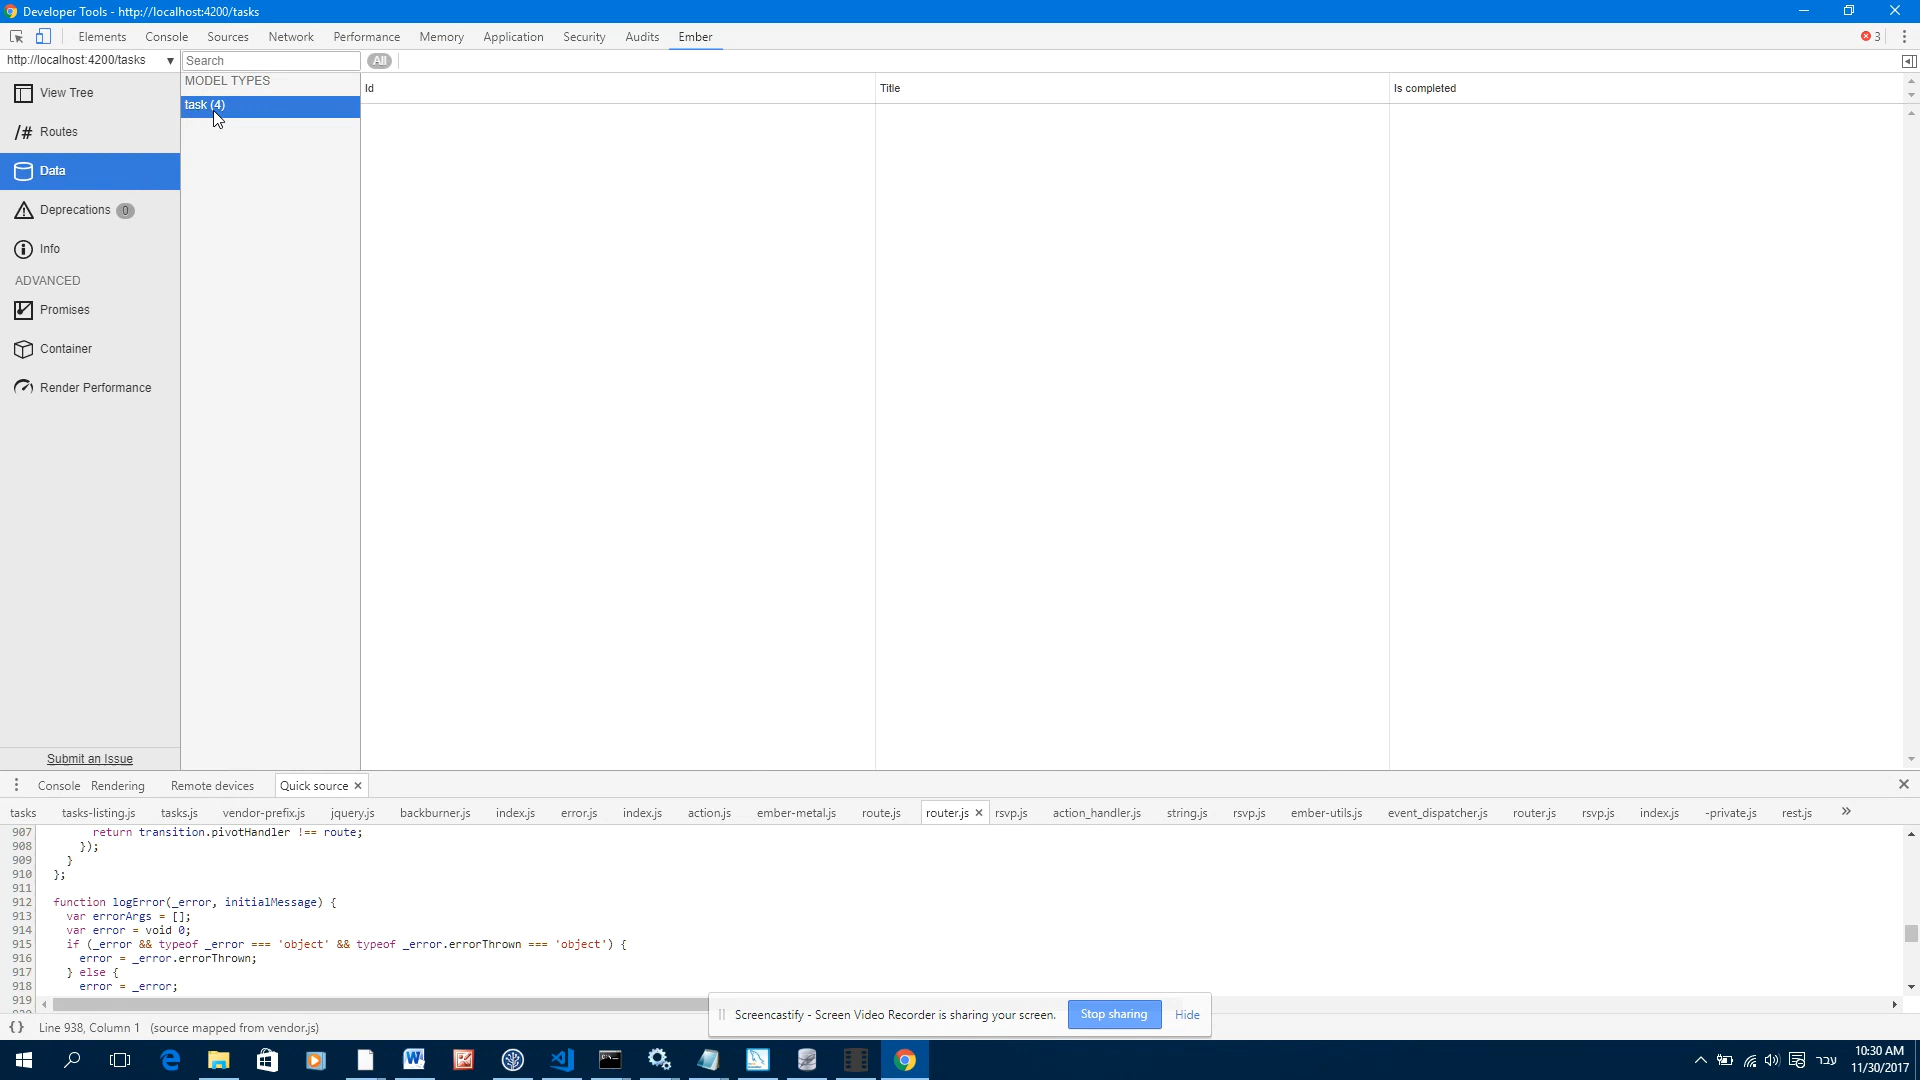 Developer Tools - http://localhost:4200/tasks
Elements Console Sources Network Performance Memory Application Security Audits Ember 3
http://localhost:4200/tasks ▼ Search All
MODEL TYPES
task (4)
Id Title Is completed
View Tree
/# Routes
Data
Deprecations 0
Info
ADVANCED
Promises
Container
Render Performance
Submit an Issue
Console Rendering Remote devices Quick source ×
tasks tasks-listing.js tasks.js vendor-prefix.js jquery.js backburner.js index.js error.js index.js action.js ember-metal.js route.js router.js × rsvp.js action_handler.js string.js rsvp.js ember-utils.js event_dispatcher.js router.js rsvp.js index.js -private.js rest.js »
907 return transition.pivotHandler !== route;
908 });
909 }
910 };
911
912 function logError(_error, initialMessage) {
913 var errorArgs = [];
914 var error = void 0;
915 if (_error && typeof _error === 'object' && typeof _error.errorThrown === 'object') {
916 error = _error.errorThrown;
917 } else {
918 error = _error;
919
{} Line 938, Column 1 (source mapped from vendor.js)
Screencastify - Screen Video Recorder is sharing your screen. Stop sharing Hide
עבר
10:30 AM
11/30/2017